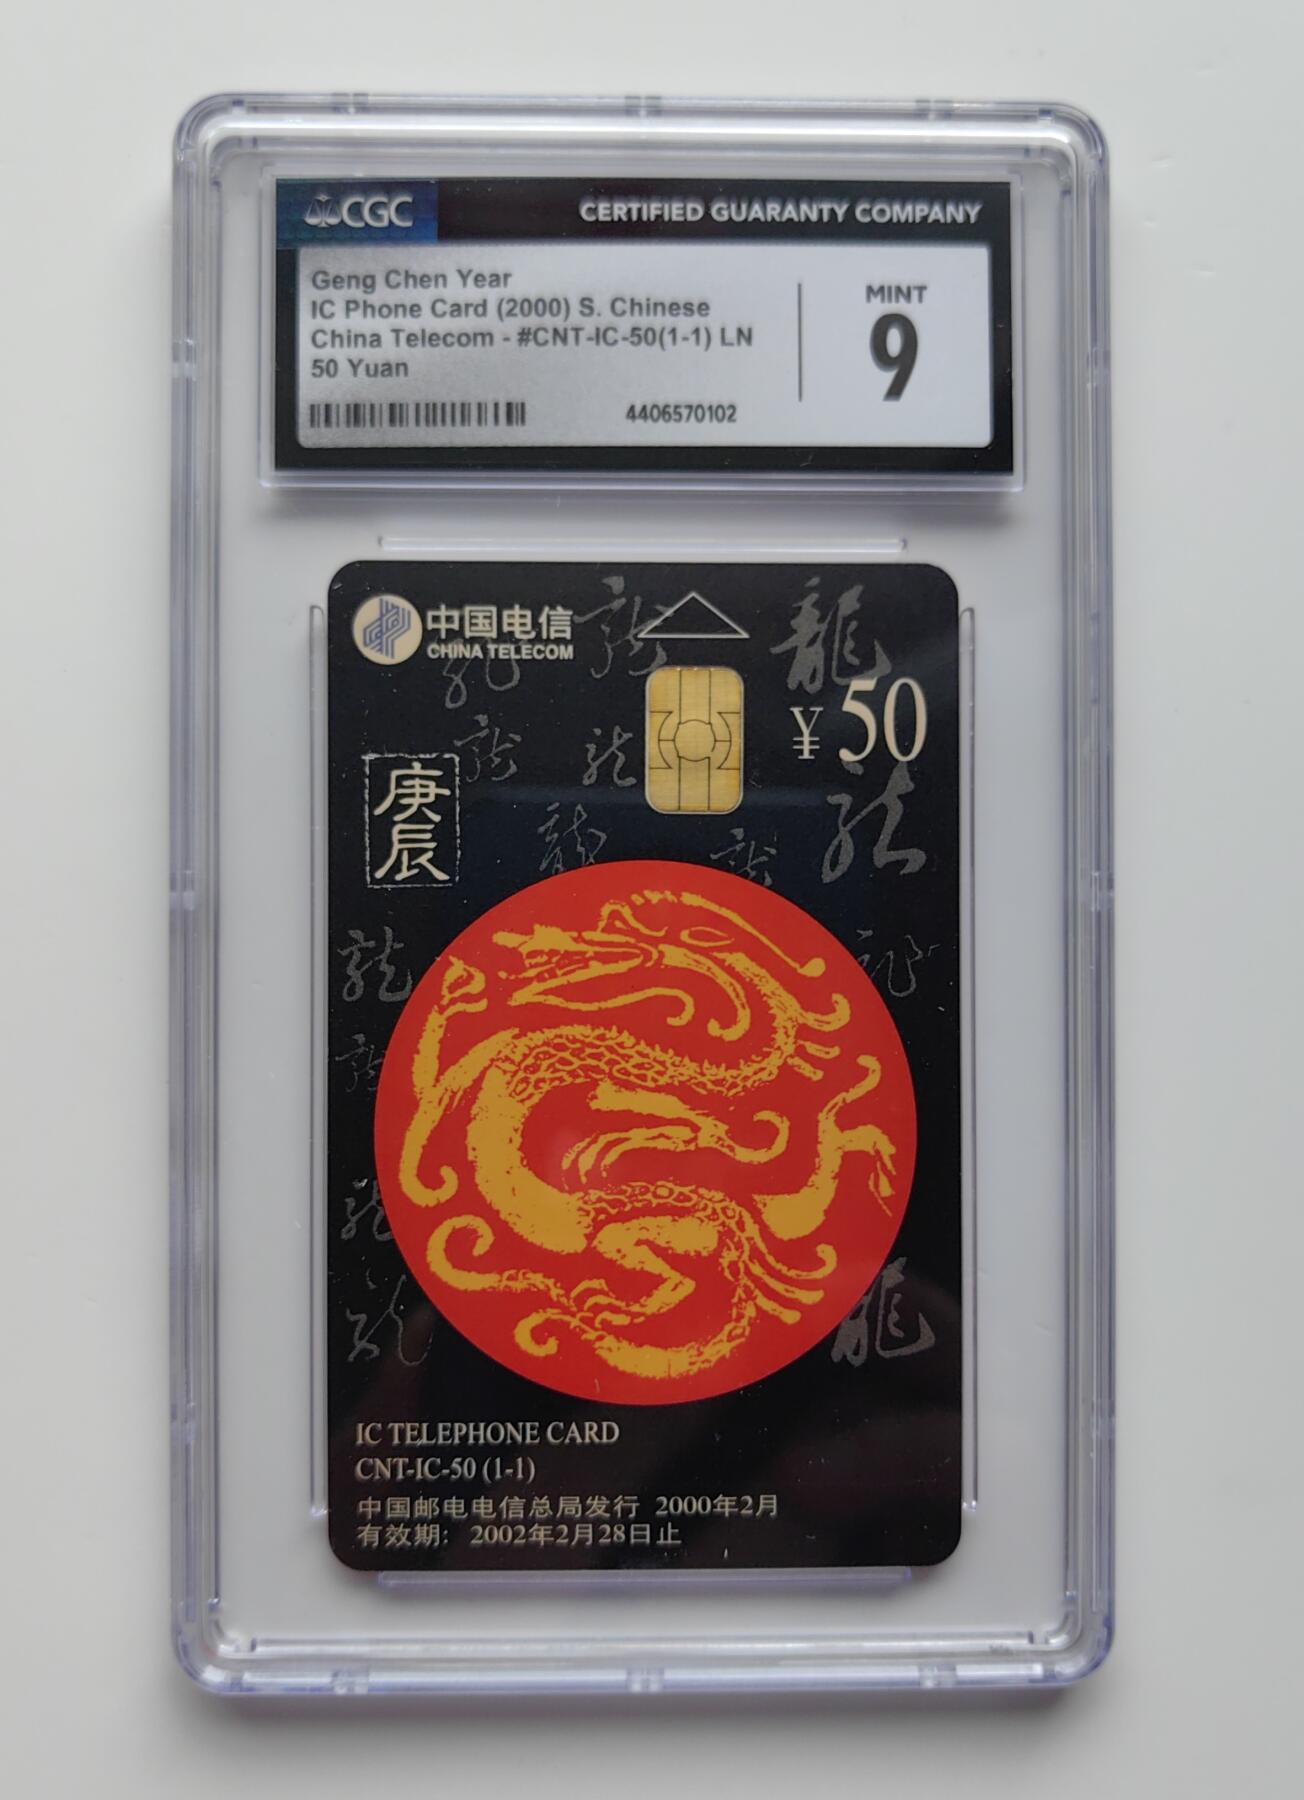 CGC
CERTIFIED GUARANTY COMPANY
Geng Chen Year
IC Phone Card (2000) S. Chinese
China Telecom - #CNT-IC-50(1-1) LN
50 Yuan
4406570102
MINT
9
中国电信
CHINA TELECOM
龍
¥50
庚辰
IC TELEPHONE CARD
CNT-IC-50 (1-1)
中国邮电电信总局发行 2000年2月
有效期: 2002年2月28日止